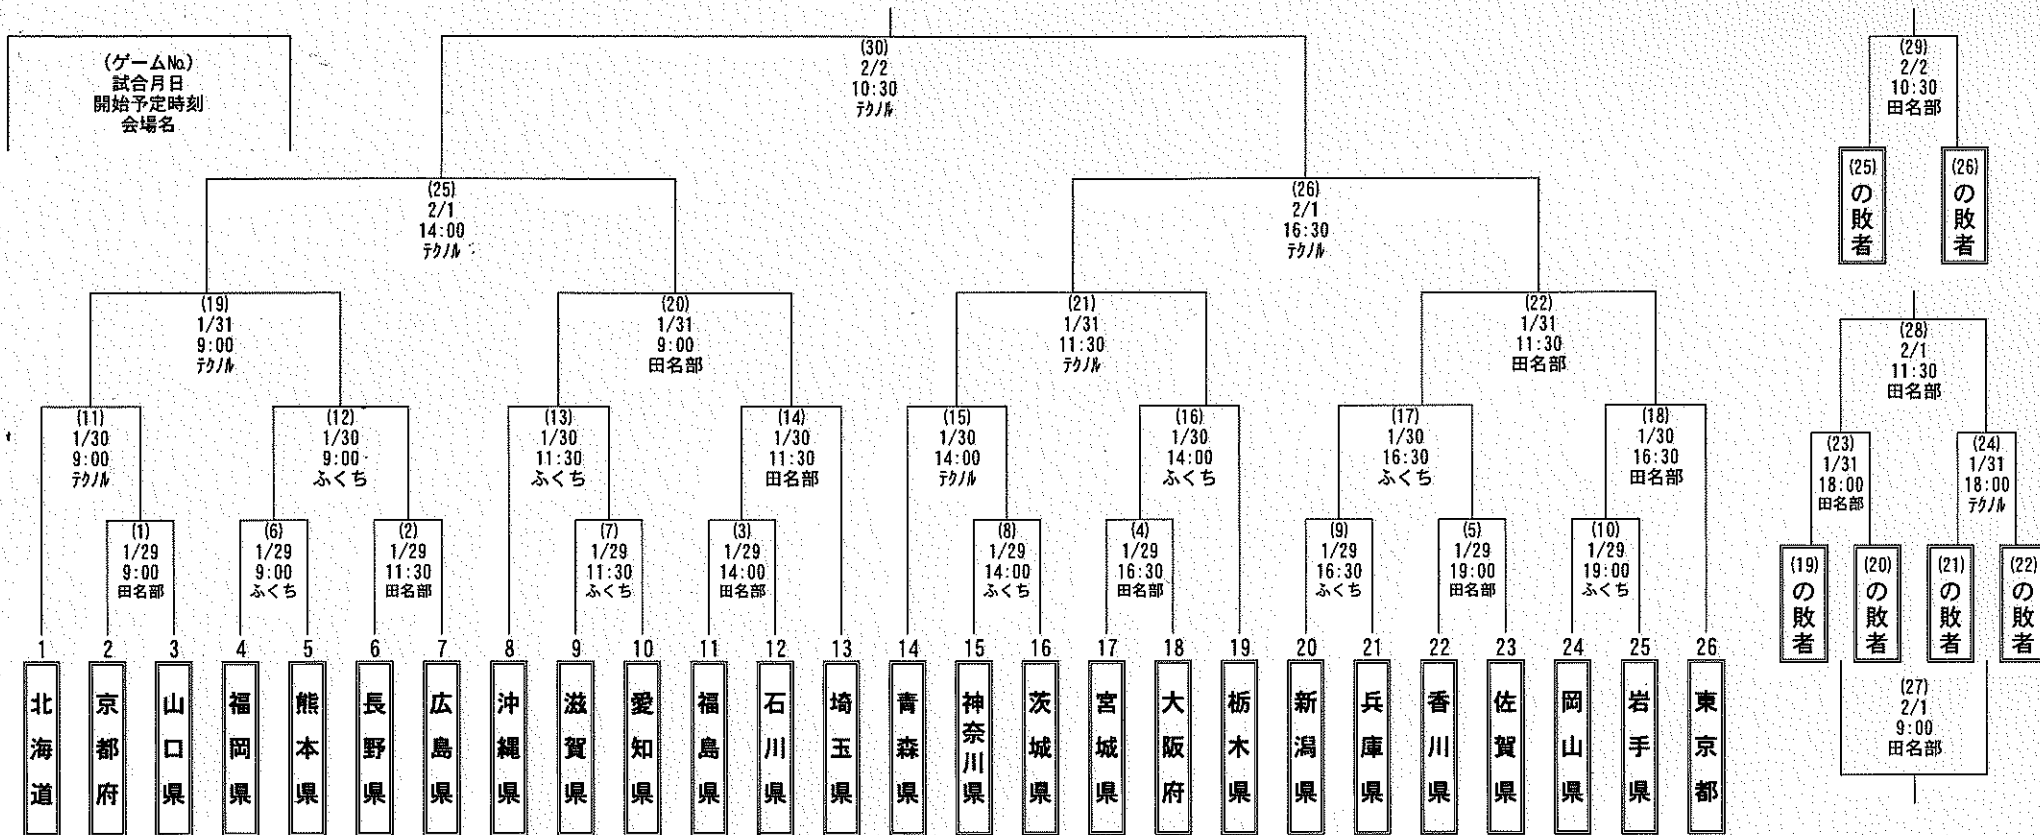 (ゲームNo.)
試合月日
開始予定時刻
会場名
(30)
2/2
10:30
テクノル
(29)
2/2
10:30
田名部
(25)の敗者
(26)の敗者
(25)
2/1
14:00
テクノル
(26)
2/1
16:30
テクノル
(19)
1/31
9:00
テクノル
(20)
1/31
9:00
田名部
(21)
1/31
11:30
テクノル
(22)
1/31
11:30
田名部
(28)
2/1
11:30
田名部
(11)
1/30
9:00
テクノル
(12)
1/30
9:00
ふくち
(13)
1/30
11:30
ふくち
(14)
1/30
11:30
田名部
(15)
1/30
14:00
テクノル
(16)
1/30
14:00
ふくち
(17)
1/30
16:30
ふくち
(18)
1/30
16:30
田名部
(23)
1/31
18:00
田名部
(24)
1/31
18:00
テクノル
(1)
1/29
9:00
田名部
(6)
1/29
9:00
ふくち
(2)
1/29
11:30
田名部
(7)
1/29
11:30
ふくち
(3)
1/29
14:00
田名部
(8)
1/29
14:00
ふくち
(4)
1/29
16:30
田名部
(9)
1/29
16:30
ふくち
(5)
1/29
19:00
田名部
(10)
1/29
19:00
ふくち
(19)の敗者
(20)の敗者
(21)の敗者
(22)の敗者
1 北海道
2 京都府
3 山口県
4 福岡県
5 熊本県
6 長野県
7 広島県
8 沖縄県
9 滋賀県
10 愛知県
11 福島県
12 石川県
13 埼玉県
14 青森県
15 神奈川県
16 茨城県
17 宮城県
18 大阪府
19 栃木県
20 新潟県
21 兵庫県
22 香川県
23 佐賀県
24 岡山県
25 岩手県
26 東京都
(27)
2/1
9:00
田名部